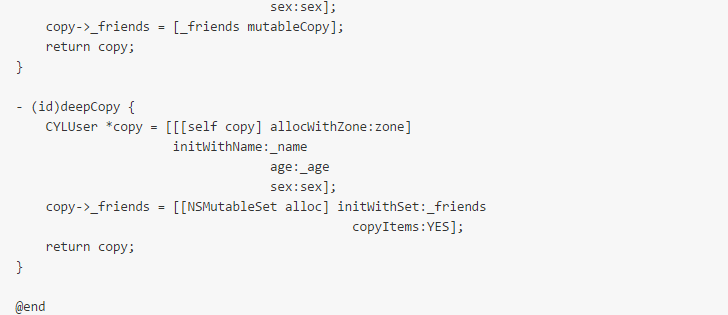 sex:sex];
copy->_friends = [_friends mutableCopy];
return copy;
}
- (id)deepCopy {
CYLUser *copy = [[[self copy] allocWithZone:zone]
initWithName:_name
age:_age
sex:sex];
copy->_friends = [[NSMutableSet alloc] initWithSet:_friends
copyItems:YES];
return copy;
}
@end